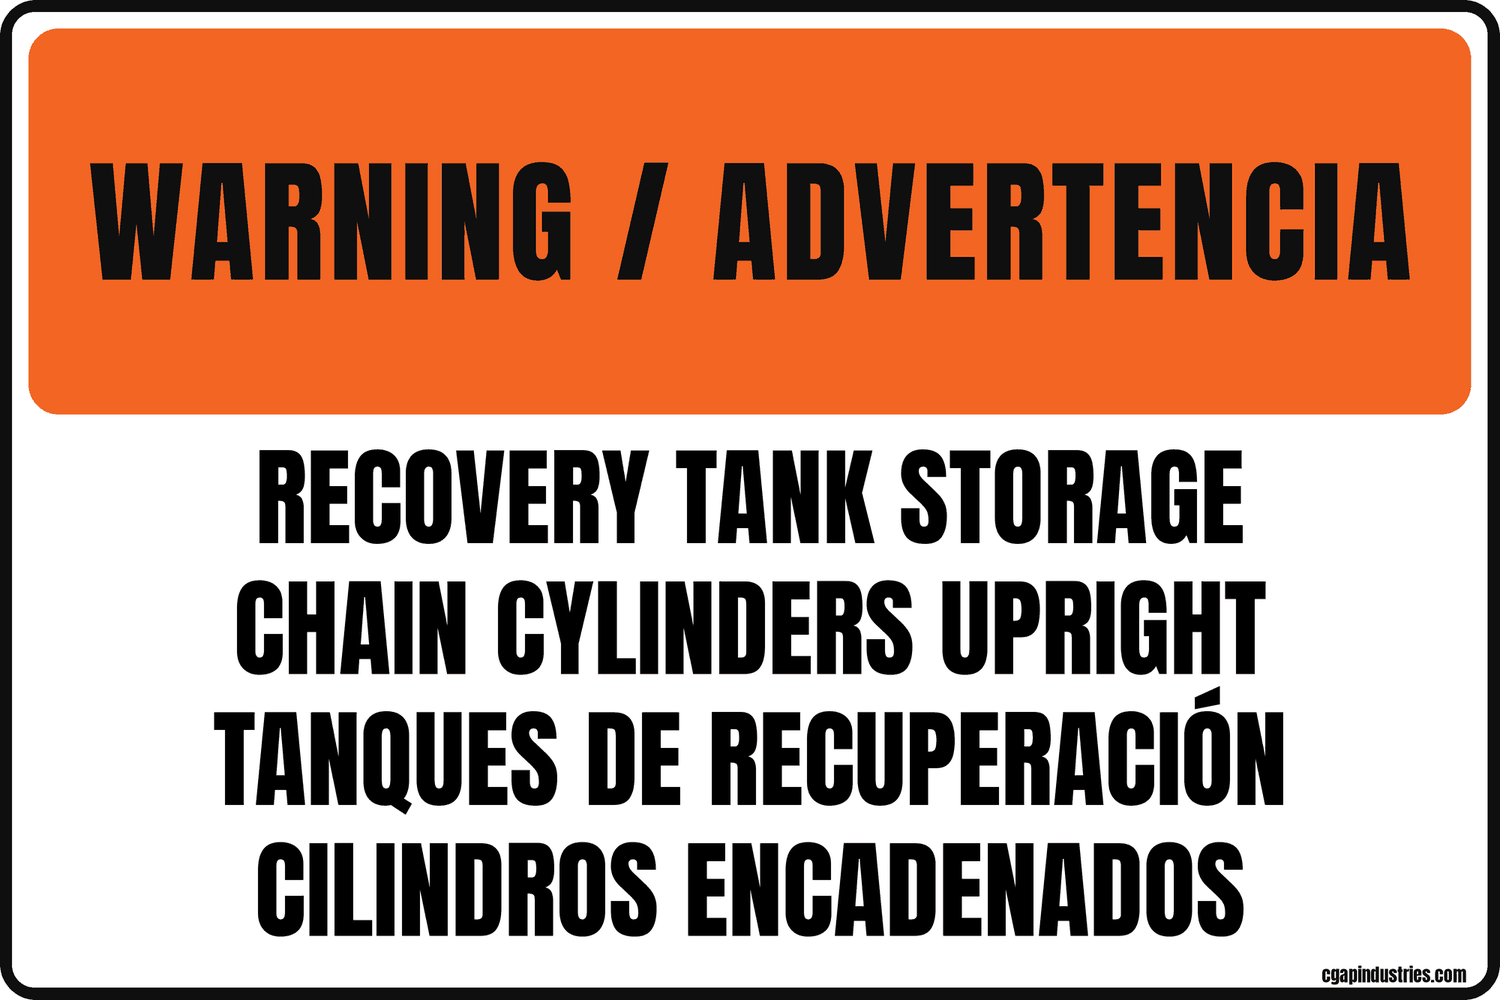 WARNING / ADVERTENCIA
RECOVERY TANK STORAGE
CHAIN CYLINDERS UPRIGHT
TANQUES DE RECUPERACIÓN
CILINDROS ENCADENADOS
cgapindustries.com